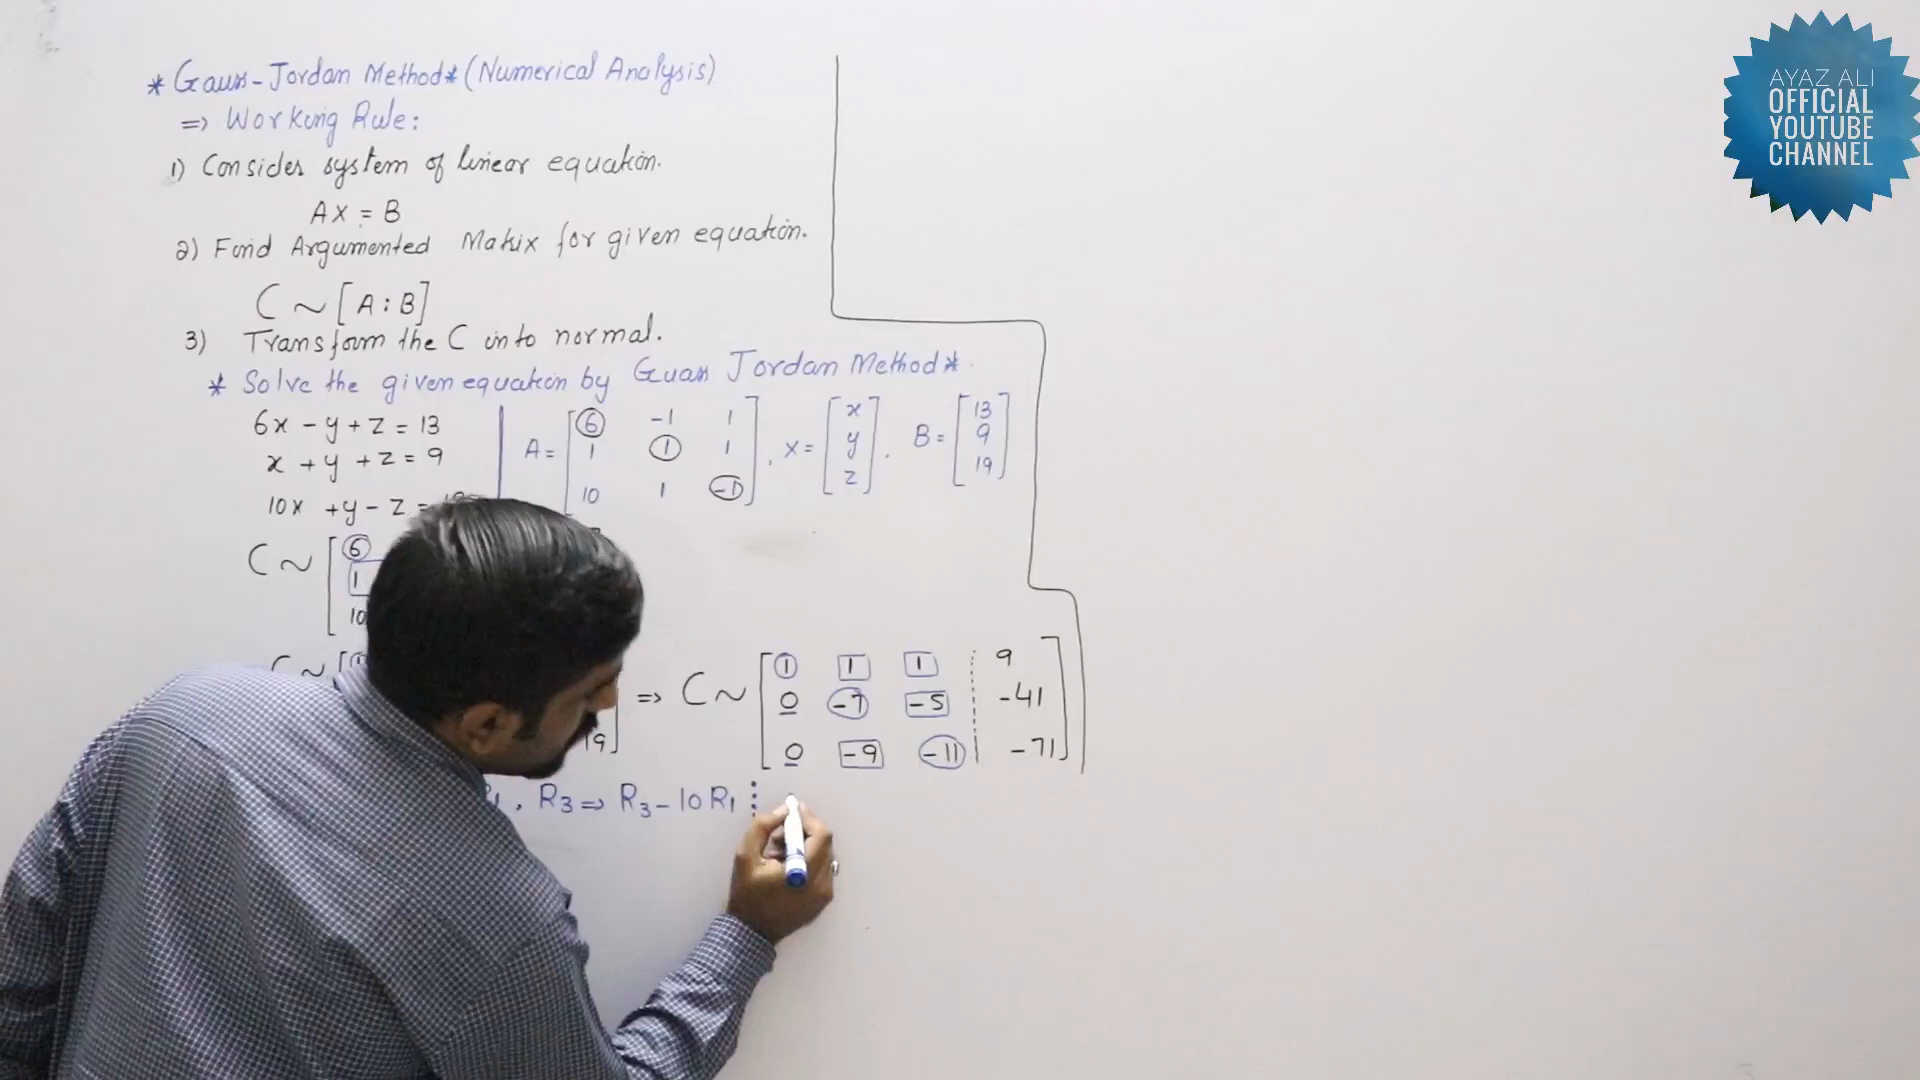 * Gauss-Jordan Method* (Numerical Analysis)
⇒ Working Rule:
1) Consider system of linear equation.
AX = B
2) Find Argumented Matrix for given equation.
C ~ [A : B]
3) Transform the C into normal.
* Solve the given equation by Guass Jordan Method*.
6x - y + z = 13
x + y + z = 9
10x + y - z =
A = [6 -1 1
1 1 1
10 1 -1], X = [x
y
z], B = [13
9
19]
C ~ [6
1
10
C ~ [
19]
⇒ C ~ [1 1 1 ⋮ 9
0 -7 -5 ⋮ -41
0 -9 -11 ⋮ -71]
R₁, R₃ ⇒ R₃ - 10R₁ ⋮
AYAZ ALI
OFFICIAL
YOUTUBE
CHANNEL